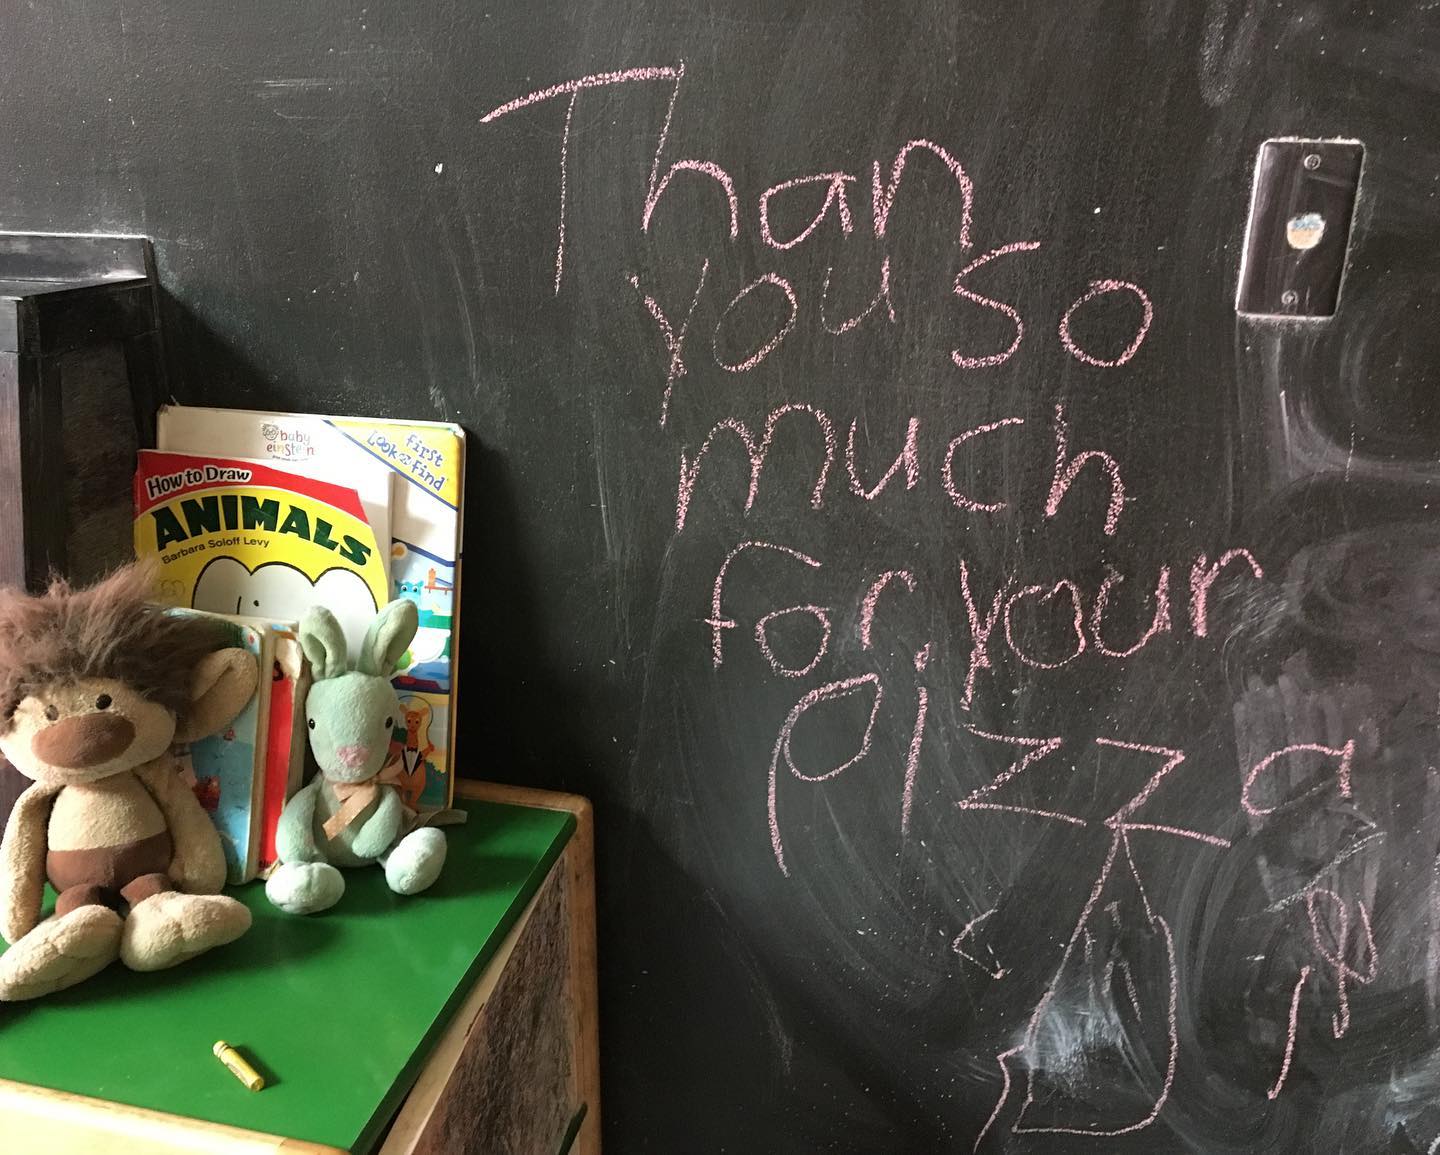 Than
you so
much
for your
pizza
baby
einstein
first
Look and find
How to Draw
ANIMALS
Barbara Soloff Levy